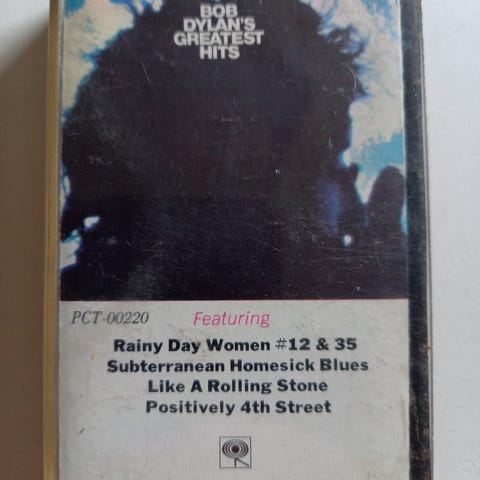 BOB
DYLAN'S
GREATEST
HITS
PCT-00220
Featuring
Rainy Day Women #12 & 35
Subterranean Homesick Blues
Like A Rolling Stone
Positively 4th Street